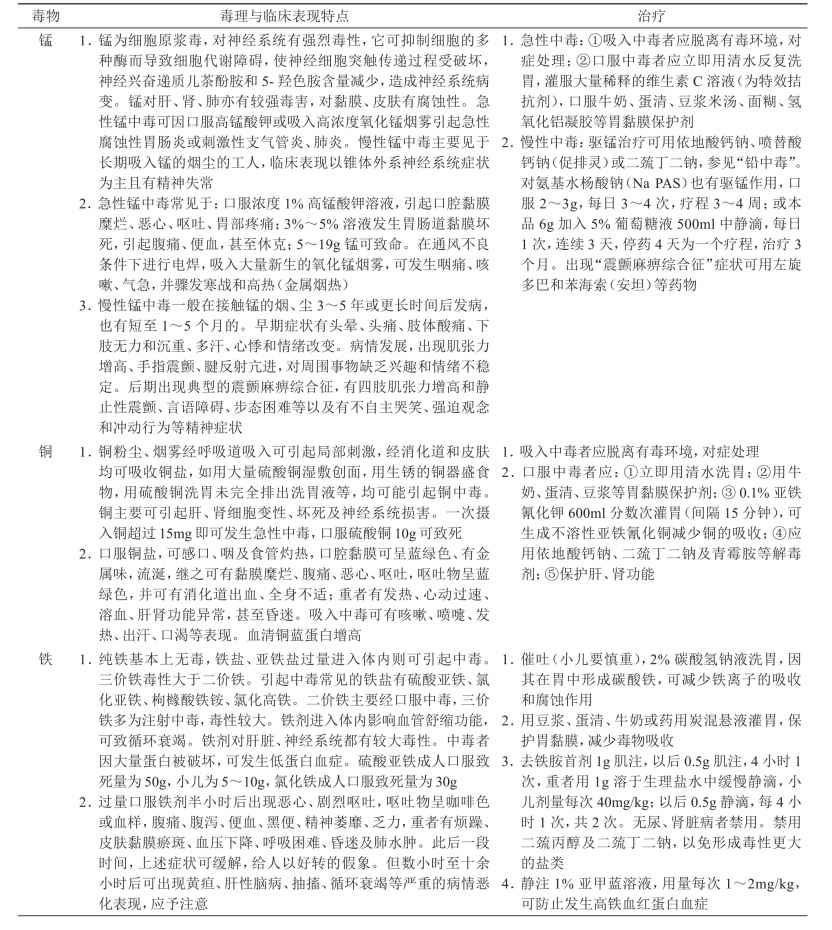 毒物 毒理与临床表现特点 治疗
锰
1. 锰为细胞原浆毒，对神经系统有强烈毒性，它可抑制细胞的多
种酶而导致细胞代谢障碍，使神经细胞突触传递过程受破坏，
神经兴奋递质儿茶酚胺和5-羟色胺含量减少，造成神经系统病
变。锰对肝、肾、肺亦有较强毒害，对黏膜、皮肤有腐蚀性。急
性锰中毒可因口服高锰酸钾或吸入高浓度氧化锰烟雾引起急性
腐蚀性胃肠炎或刺激性支气管炎、肺炎。慢性锰中毒主要见于
长期吸入锰的烟尘的工人，临床表现以锥体外系神经系统症状
为主且有精神失常
2. 急性锰中毒常见于：口服浓度1%高锰酸钾溶液，引起口腔黏膜
糜烂、恶心、呕吐、胃部疼痛；3%～5%溶液发生胃肠道黏膜坏
死，引起腹痛、便血，甚至休克；5～19g锰可致命。在通风不良
条件下进行电焊，吸入大量新生的氧化锰烟雾，可发生咽痛、咳
嗽、气急，并骤发寒战和高热（金属烟热）
3. 慢性锰中毒一般在接触锰的烟、尘3～5年或更长时间后发病，
也有短至1～5个月的。早期症状有头晕、头痛、肢体酸痛、下
肢无力和沉重、多汗、心悸和情绪改变。病情发展，出现肌张力
增高、手指震颤、腱反射亢进，对周围事物缺乏兴趣和情绪不稳
定。后期出现典型的震颤麻痹综合征，有四肢肌张力增高和静
止性震颤、言语障碍、步态困难等以及有不自主哭笑、强迫观念
和冲动行为等精神症状
1. 急性中毒：①吸入中毒者应脱离有毒环境，对
症处理；②口服中毒者应立即用清水反复洗
胃，灌服大量稀释的维生素C溶液（为特效拮
抗剂），口服牛奶、蛋清、豆浆米汤、面糊、氢
氧化铝凝胶等胃黏膜保护剂
2. 慢性中毒：驱锰治疗可用依地酸钙钠、喷替酸
钙钠（促排灵）或二巯丁二钠，参见“铅中毒”。
对氨基水杨酸钠（Na PAS）也有驱锰作用，口
服2～3g，每日3～4次，疗程3～4周；或本
品6g加入5%葡萄糖液500ml中静滴，每日
1次，连续3天，停药4天为一个疗程，治疗3
个月。出现“震颤麻痹综合征”症状可用左旋
多巴和苯海索（安坦）等药物
铜
1. 铜粉尘、烟雾经呼吸道吸入可引起局部刺激，经消化道和皮肤
均可吸收铜盐，如用大量硫酸铜湿敷创面，用生锈的铜器盛食
物，用硫酸铜洗胃未完全排出洗胃液等，均可能引起铜中毒。
铜主要可引起肝、肾细胞变性、坏死及神经系统损害。一次摄
入铜超过15mg即可发生急性中毒，口服硫酸铜10g可致死
2. 口服铜盐，可感口、咽及食管灼热，口腔黏膜可呈蓝绿色、有金
属味，流涎，继之可有黏膜糜烂、腹痛、恶心、呕吐，呕吐物呈蓝
绿色，并可有消化道出血、全身不适；重者有发热、心动过速、
溶血、肝肾功能异常，甚至昏迷。吸入中毒可有咳嗽、喷嚏、发
热、出汗、口渴等表现。血清铜蓝蛋白增高
1. 吸入中毒者应脱离有毒环境，对症处理
2. 口服中毒者应：①立即用清水洗胃；②用牛
奶、蛋清、豆浆等胃黏膜保护剂；③0.1%亚铁
氰化钾600ml分数次灌胃（间隔15分钟），可
生成不溶性亚铁氰化铜减少铜的吸收；④应
用依地酸钙钠、二巯丁二钠及青霉胺等解毒
剂；⑤保护肝、肾功能
铁
1. 纯铁基本上无毒，铁盐、亚铁盐过量进入体内则可引起中毒。
三价铁毒性大于二价铁。引起中毒常见的铁盐有硫酸亚铁、氯
化亚铁、枸橼酸铁铵、氯化高铁。二价铁主要经口服中毒，三价
铁多为注射中毒，毒性较大。铁剂进入体内影响血管舒缩功能，
可致循环衰竭。铁剂对肝脏、神经系统都有较大毒性。中毒者
因大量蛋白被破坏，可发生低蛋白血症。硫酸亚铁成人口服致
死量为50g，小儿为5～10g，氯化铁成人口服致死量为30g
2. 过量口服铁剂半小时后出现恶心、剧烈呕吐，呕吐物呈咖啡色
或血样，腹痛、腹泻、便血、黑便、精神萎靡、乏力，重者有烦躁、
皮肤黏膜瘀斑、血压下降、呼吸困难、昏迷及肺水肿。此后一段
时间，上述症状可缓解，给人以好转的假象。但数小时至十余
小时后可出现黄疸、肝性脑病、抽搐、循环衰竭等严重的病情恶
化表现，应予注意
1. 催吐（小儿要慎重），2%碳酸氢钠液洗胃，因
其在胃中形成碳酸铁，可减少铁离子的吸收
和腐蚀作用
2. 用豆浆、蛋清、牛奶或药用炭混悬液灌胃，保
护胃黏膜，减少毒物吸收
3. 去铁胺首剂1g肌注，以后0.5g肌注，4小时1
次，重者用1g溶于生理盐水中缓慢静滴，小
儿剂量每次40mg/kg；以后0.5g静滴，每4小
时1次，共2次。无尿、肾脏病者禁用。禁用
二巯丙醇及二巯丁二钠，以免形成毒性更大
的盐类
4. 静注1%亚甲蓝溶液，用量每次1～2mg/kg，
可防止发生高铁血红蛋白血症